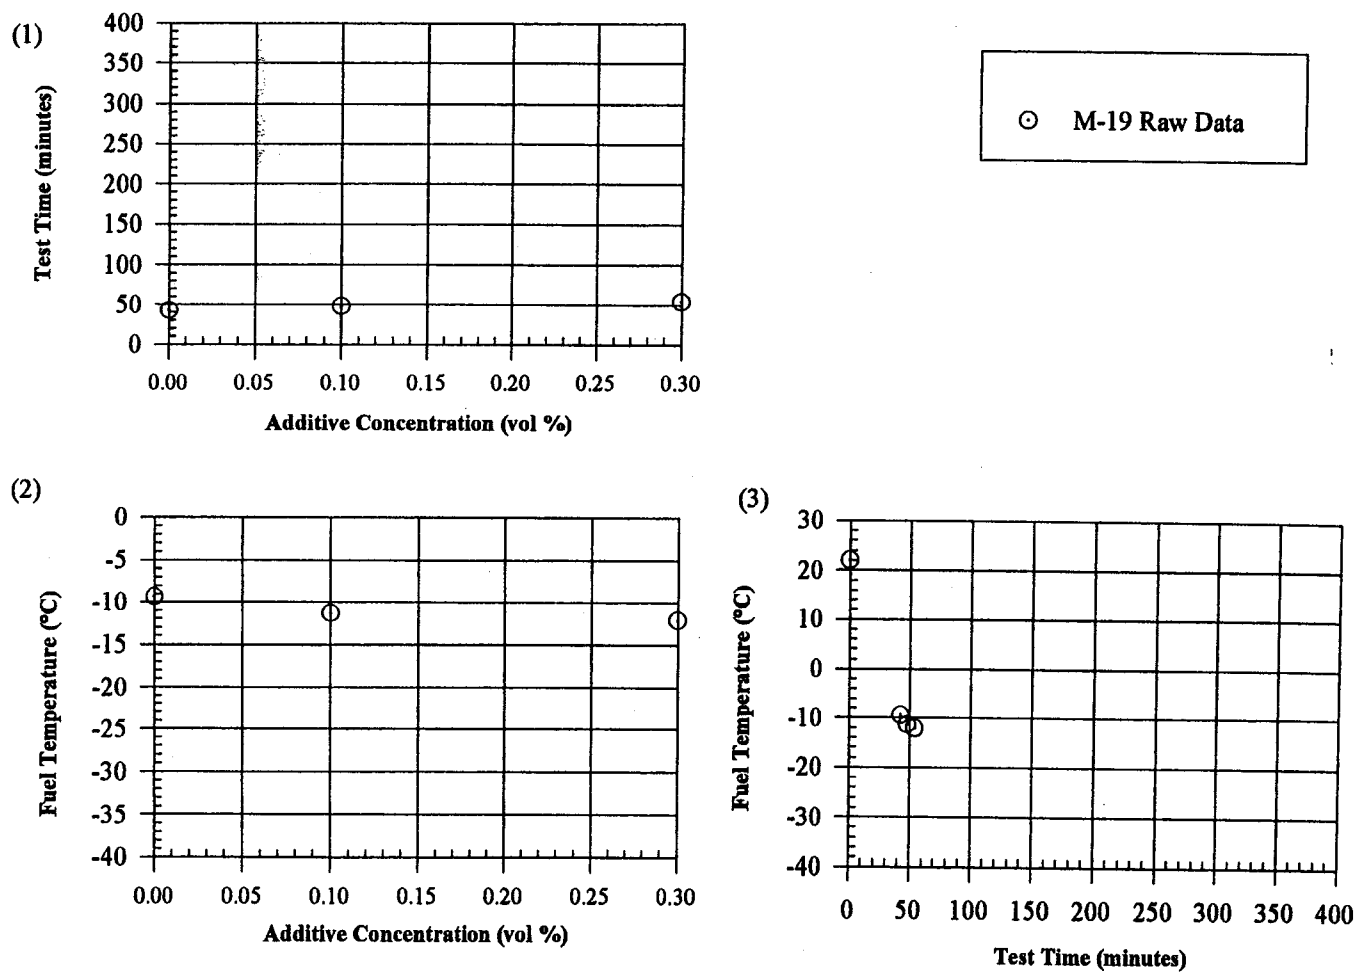 (1)
400
350
300
250
200
150
100
50
0
Test Time (minutes)
0.00 0.05 0.10 0.15 0.20 0.25 0.30
Additive Concentration (vol %)
M-19 Raw Data
(2)
0
-5
-10
-15
-20
-25
-30
-35
-40
Fuel Temperature (°C)
0.00 0.05 0.10 0.15 0.20 0.25 0.30
Additive Concentration (vol %)
(3)
30
20
10
0
-10
-20
-30
-40
Fuel Temperature (°C)
0 50 100 150 200 250 300 350 400
Test Time (minutes)